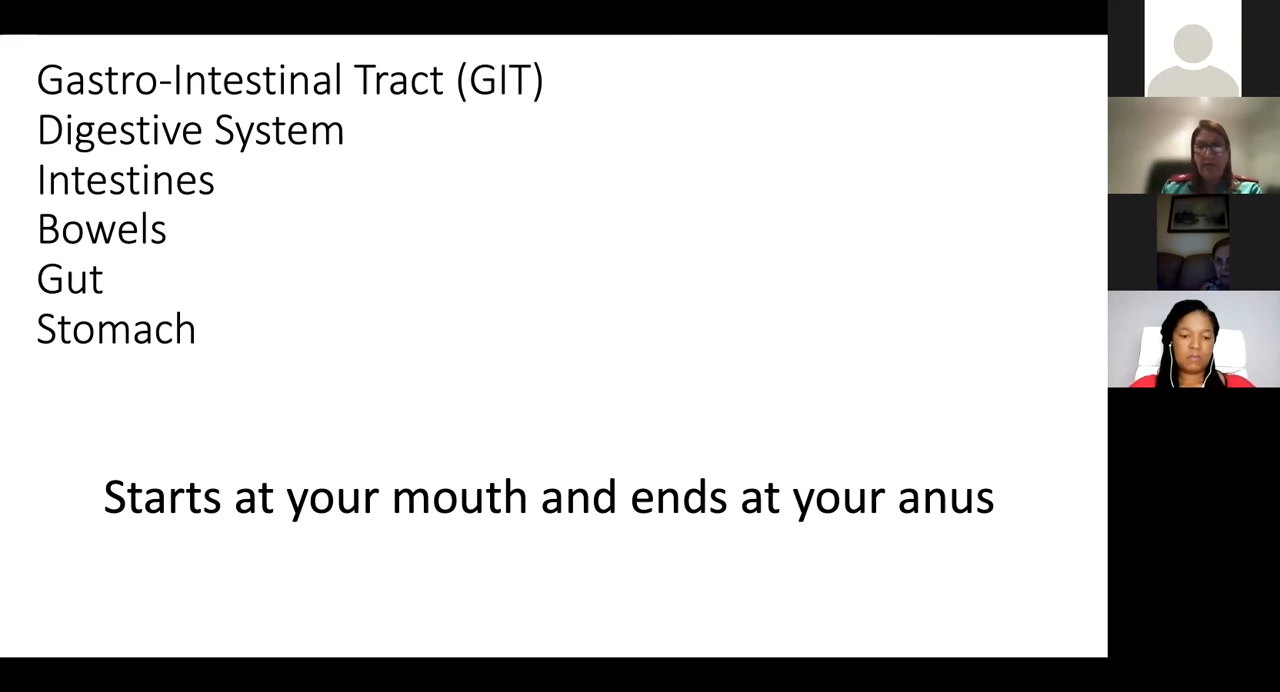 Gastro-Intestinal Tract (GIT)
Digestive System
Intestines
Bowels
Gut
Stomach
Starts at your mouth and ends at your anus